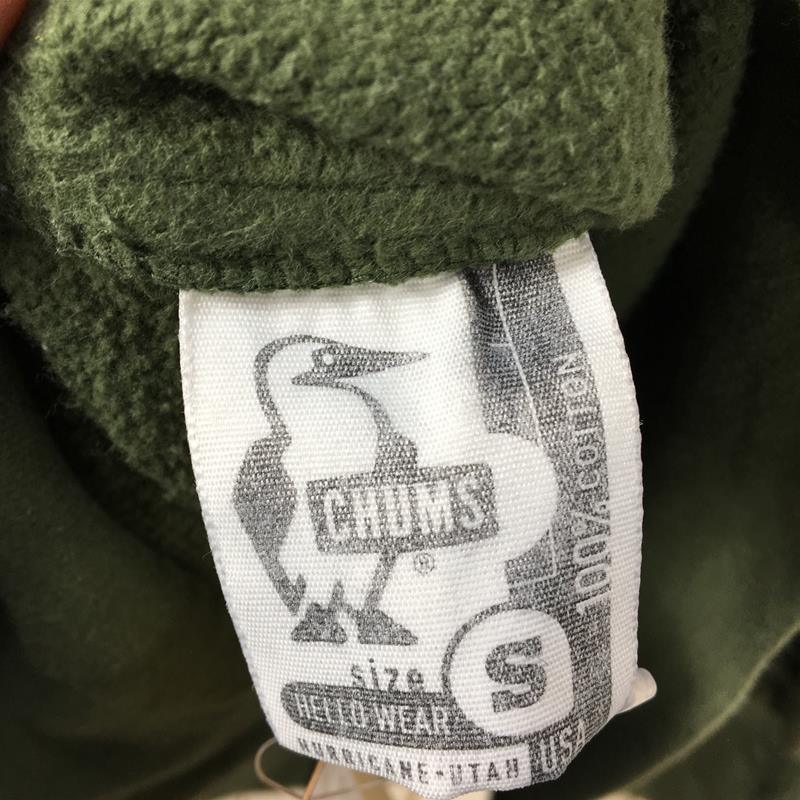 CHUMS
®
100% COTTON
size
S
HELLO WEAR
HURRICANE·UTAH USA